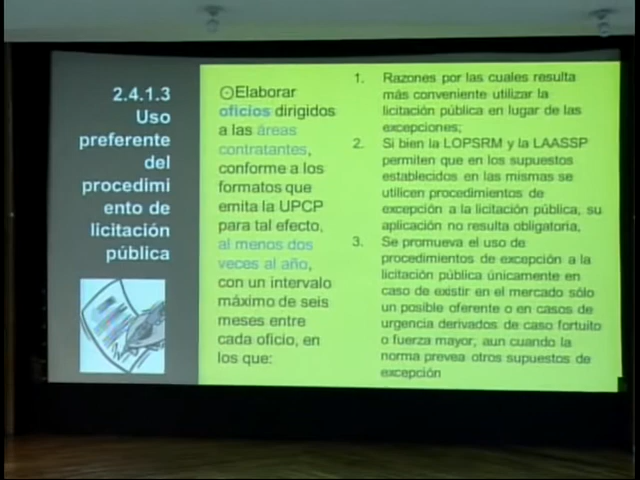 2.4.1.3
Uso
preferente
del
procedimi
ento de
licitación
pública
Elaborar
oficios dirigidos
a las áreas
contratantes,
conforme a los
formatos que
emita la UPCP
para tal efecto,
al menos dos
veces al año,
con un intervalo
máximo de seis
meses entre
cada oficio, en
los que:
1. Razones por las cuales resulta
más conveniente utilizar la
licitación pública en lugar de las
excepciones;
2. Si bien la LOPSRM y la LAASSP
permiten que en los supuestos
establecidos en las mismas se
utilicen procedimientos de
excepción a la licitación pública, su
aplicación no resulta obligatoria,
3. Se promueva el uso de
procedimientos de excepción a la
licitación pública únicamente en
caso de existir en el mercado sólo
un posible oferente o en casos de
urgencia derivados de caso fortuito
o fuerza mayor, aun cuando la
norma prevea otros supuestos de
excepción